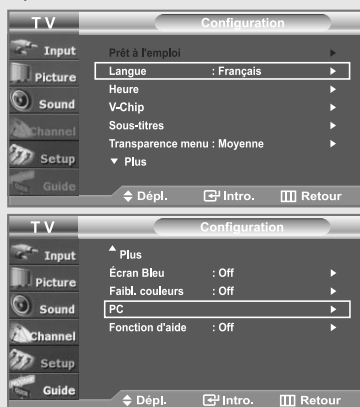 TV
Configuration
Input
Picture
Sound
Channel
Setup
Guide
Prêt à l'emploi
Langue : Français
Heure
V-Chip
Sous-titres
Transparence menu : Moyenne
▼ Plus
Dépl. Intro. Retour
TV
Configuration
Input
Picture
Sound
Channel
Setup
Guide
▲ Plus
Écran Bleu : Off
Faibl. couleurs : Off
PC
Fonction d'aide : Off
Dépl. Intro. Retour